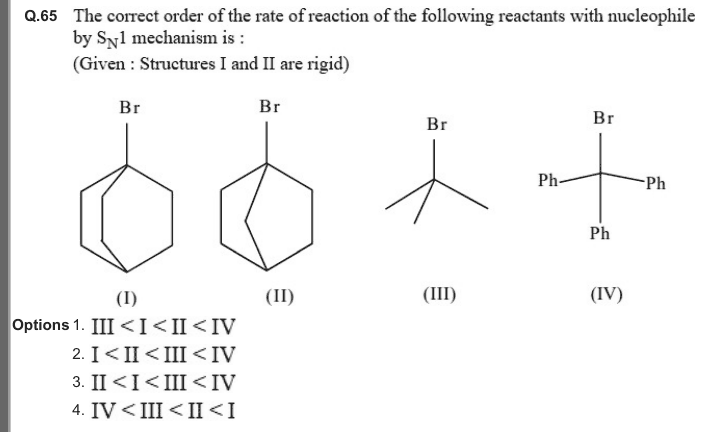 Q.65 The correct order of the rate of reaction of the following reactants with nucleophile
by SN1 mechanism is :
(Given : Structures I and II are rigid)
Br Br Br Br
Ph Ph
Ph
(I) (II) (III) (IV)
Options 1. III < I < II < IV
2. I < II < III < IV
3. II < I < III < IV
4. IV < III < II < I